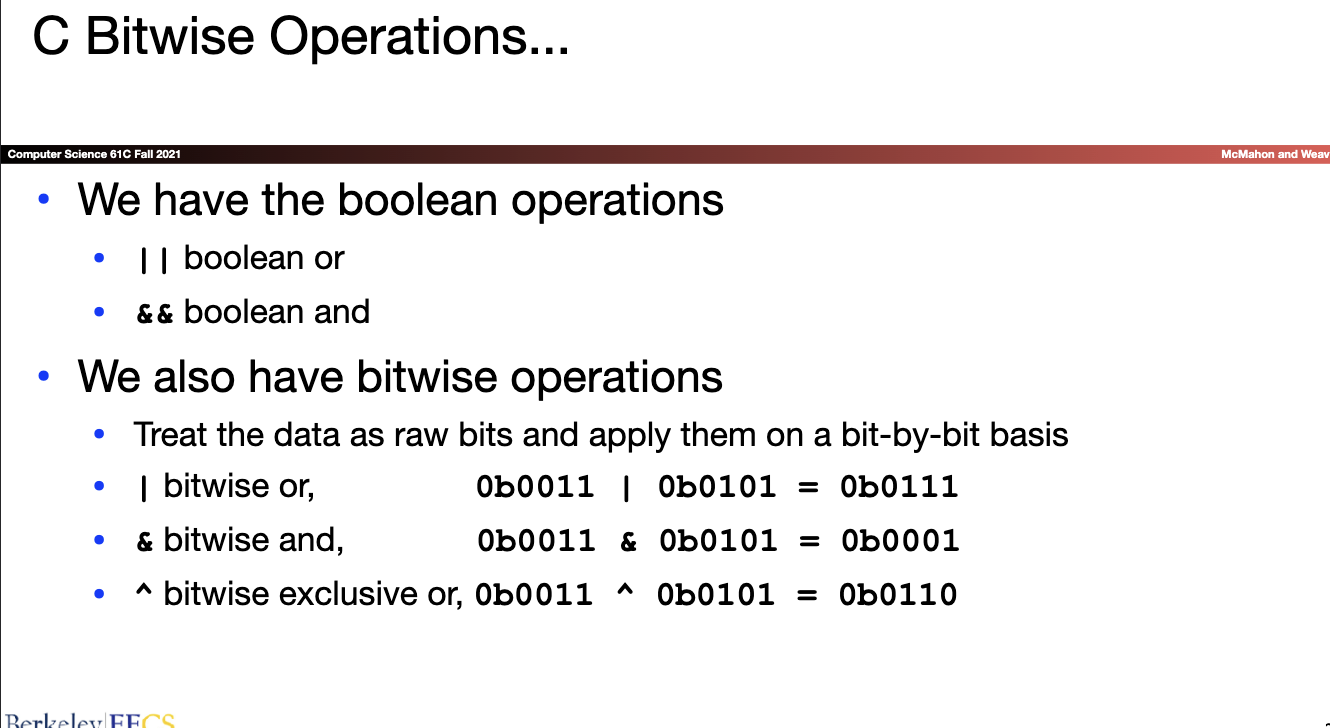 C Bitwise Operations...
Computer Science 61C Fall 2021
McMahon and Weav
• We have the boolean operations
• || boolean or
• && boolean and
• We also have bitwise operations
• Treat the data as raw bits and apply them on a bit-by-bit basis
• | bitwise or, 0b0011 | 0b0101 = 0b0111
• & bitwise and, 0b0011 & 0b0101 = 0b0001
• ^ bitwise exclusive or, 0b0011 ^ 0b0101 = 0b0110
Berkeley|EECS